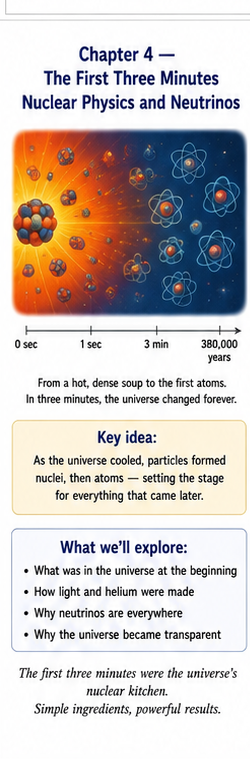 Chapter 4 —
The First Three Minutes
Nuclear Physics and Neutrinos
0 sec 1 sec 3 min 380,000
years
From a hot, dense soup to the first atoms.
In three minutes, the universe changed forever.
Key idea:
As the universe cooled, particles formed
nuclei, then atoms — setting the stage
for everything that came later.
What we’ll explore:
• What was in the universe at the beginning
• How light and helium were made
• Why neutrinos are everywhere
• Why the universe became transparent
The first three minutes were the universe’s
nuclear kitchen.
Simple ingredients, powerful results.